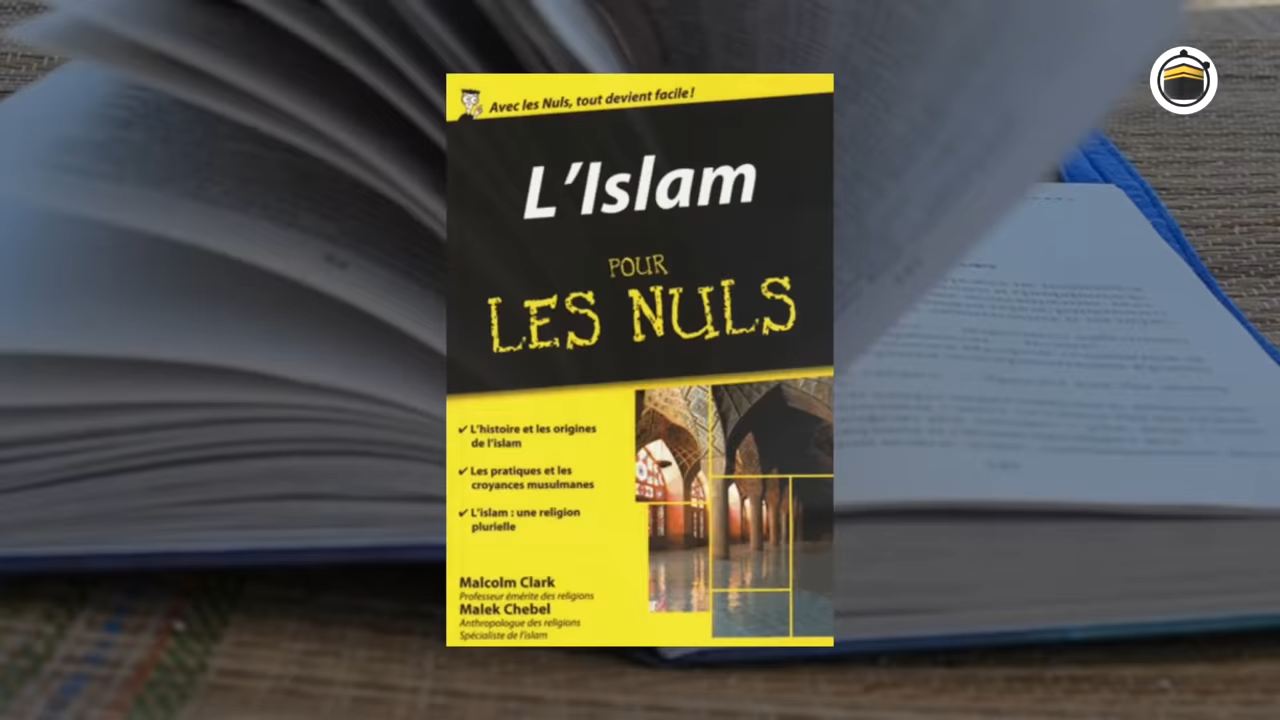 Avec les Nuls, tout devient facile !
L'Islam
POUR
LES NULS
✔ L'histoire et les origines
de l'islam
✔ Les pratiques et les
croyances musulmanes
✔ L'islam : une religion
plurielle
Malcolm Clark
Professeur émérite des religions
Malek Chebel
Anthropologue des religions
Spécialiste de l'islam